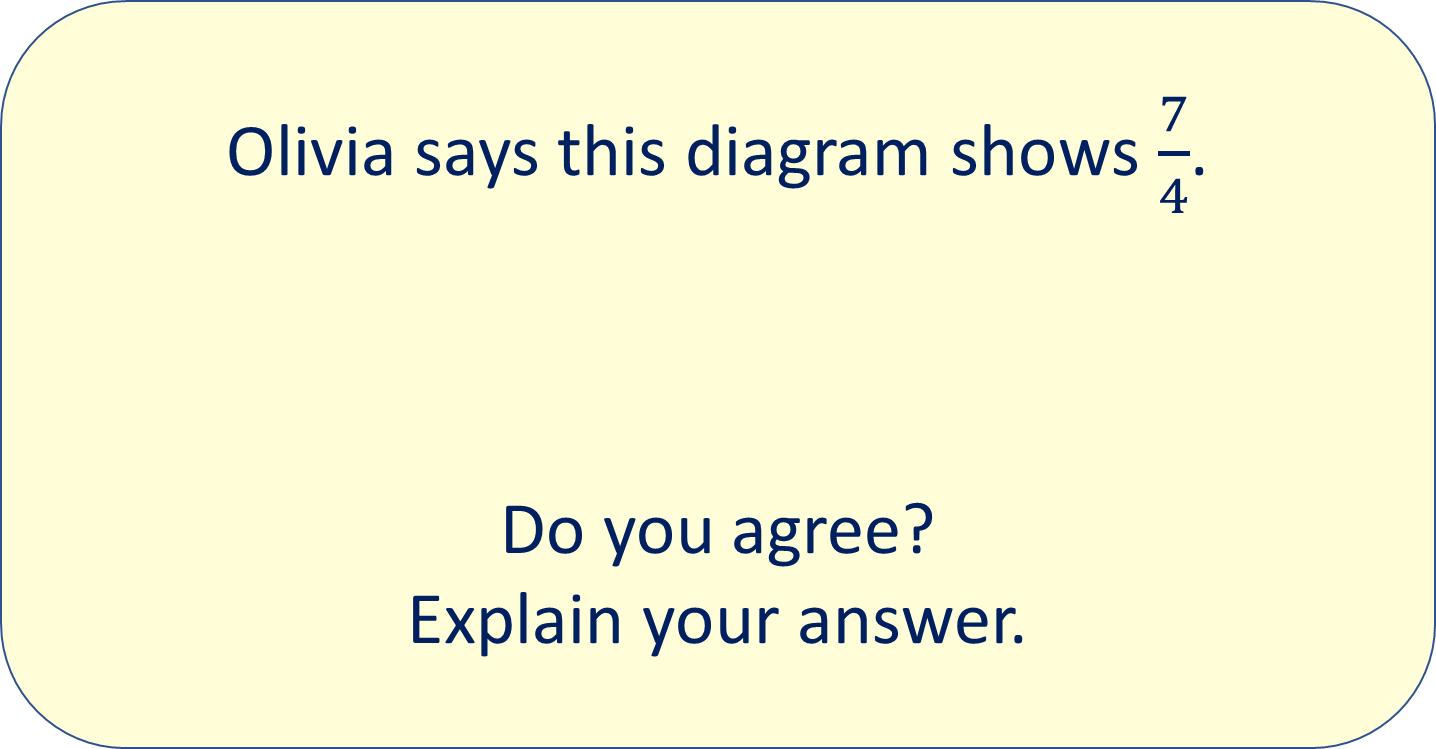 Olivia says this diagram shows 7/4.
Do you agree?
Explain your answer.